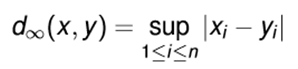 d∞(x, y) = sup 1≤i≤n |xi − yi|